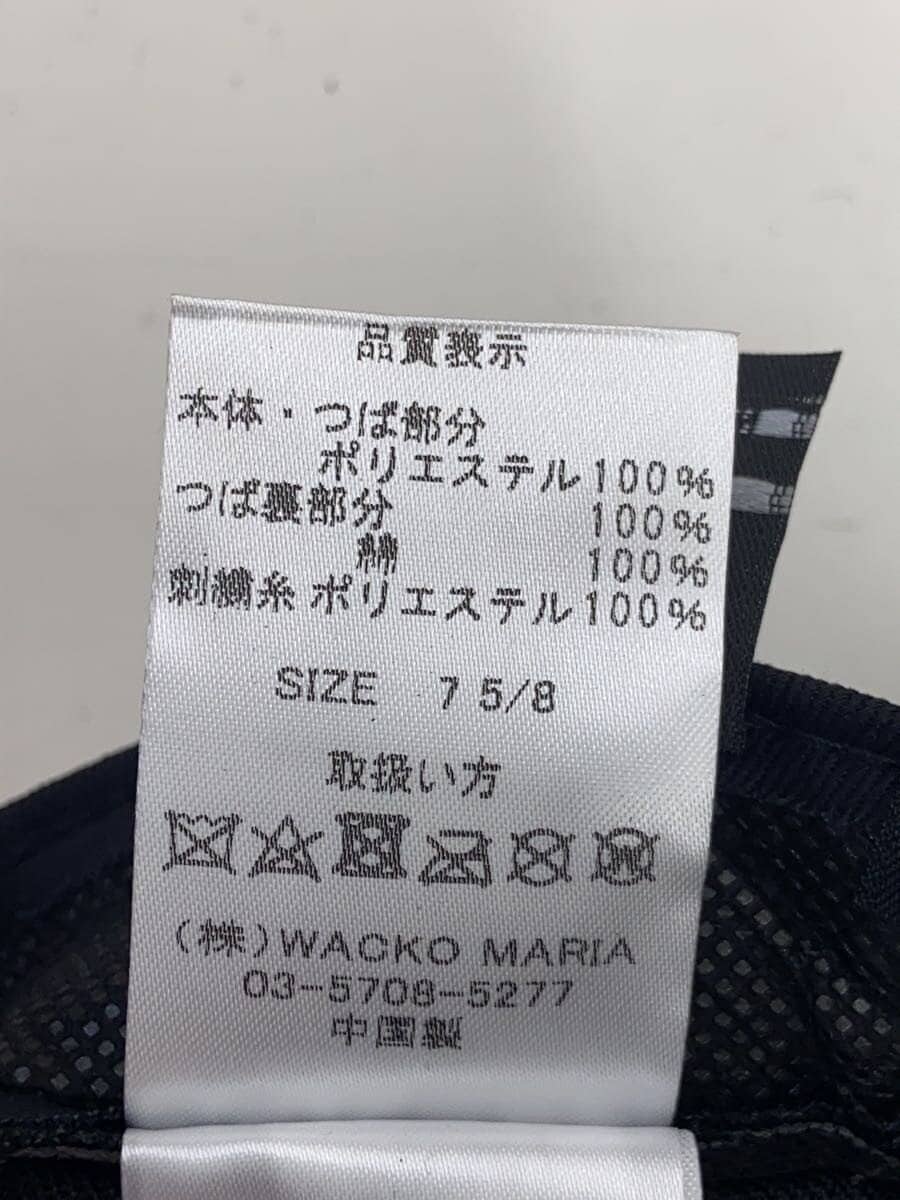 品質表示
本体・つば部分
ポリエステル100%
つば裏部分 100%
綿 100%
刺繍糸 ポリエステル100%
SIZE 7 5/8
取扱い方
(株)WACKO MARIA
03-5708-5277
中国製